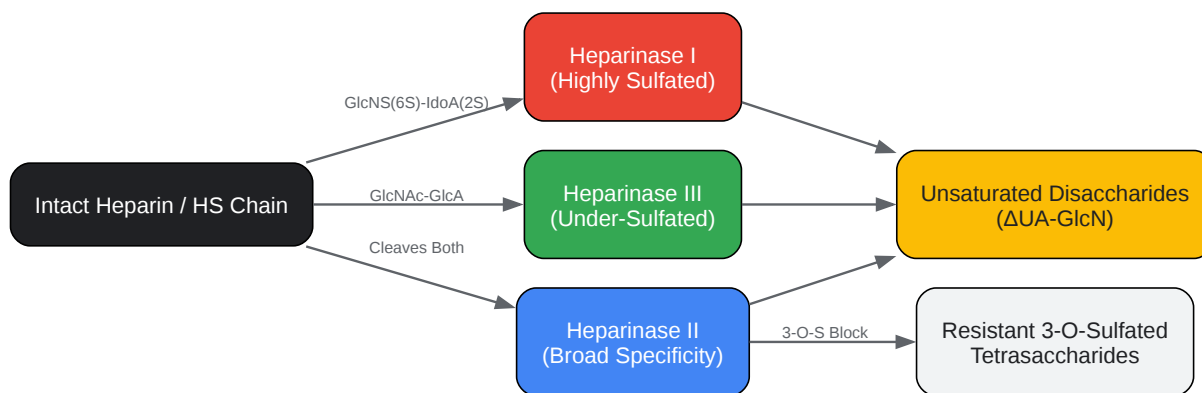 Heparinase I
(Highly Sulfated)
GlcNS(6S)-IdoA(2S)
Intact Heparin / HS Chain
GlcNAc-GlcA
Heparinase III
(Under-Sulfated)
Unsaturated Disaccharides
(ΔUA-GlcN)
Cleaves Both
Heparinase II
(Broad Specificity)
3-O-S Block
Resistant 3-O-Sulfated
Tetrasaccharides